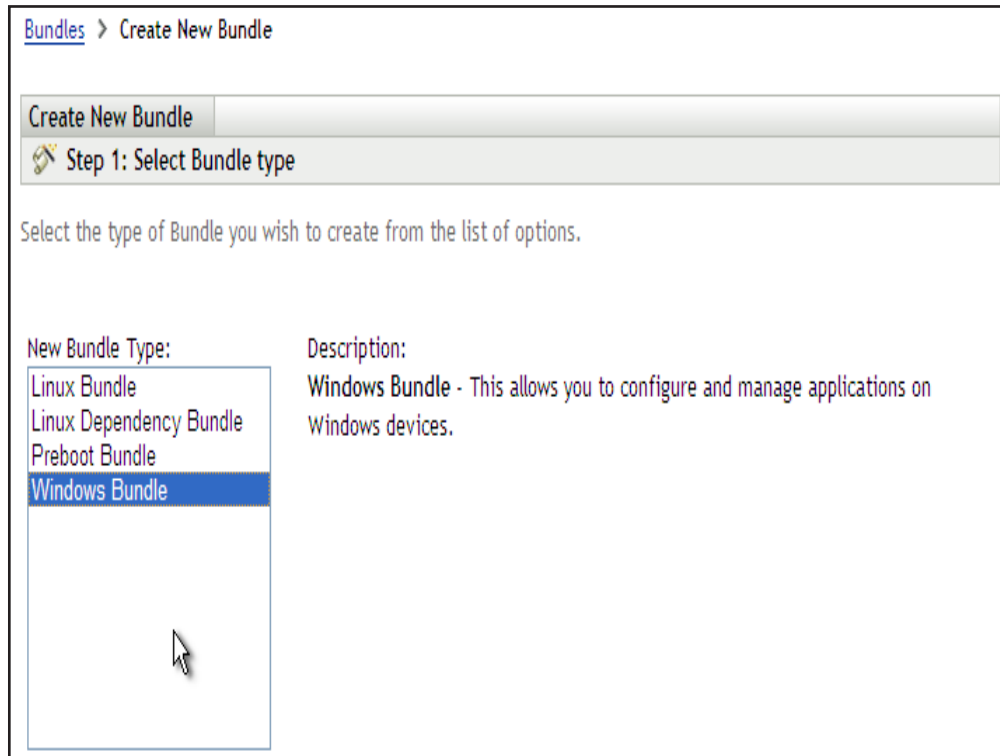 Bundles > Create New Bundle
Create New Bundle
Step 1: Select Bundle type
Select the type of Bundle you wish to create from the list of options.
New Bundle Type:
Linux Bundle
Linux Dependency Bundle
Preboot Bundle
Windows Bundle
Description:
Windows Bundle - This allows you to configure and manage applications on
Windows devices.